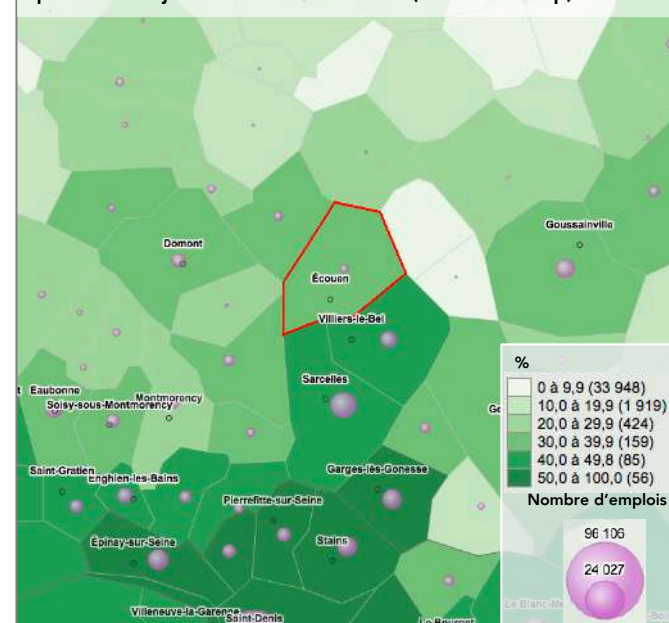 Domont
Goussainville
Écouen
Villiers-le-Bel
Sarcelles
Eaubonne
Montmorency
Soisy-sous-Montmorency
Saint-Gratien
Enghien-les-Bains
Garges-lès-Gonesse
Pierrefitte-sur-Seine
Épinay-sur-Seine
Stains
Villeneuve-la-Garenne
Saint-Denis
Le Bourget
%
0 à 9,9 (33 948)
10,0 à 19,9 (1 919)
20,0 à 29,9 (424)
30,0 à 39,9 (159)
40,0 à 49,8 (85)
50,0 à 100,0 (56)
Nombre d'emplois
96 106
24 027